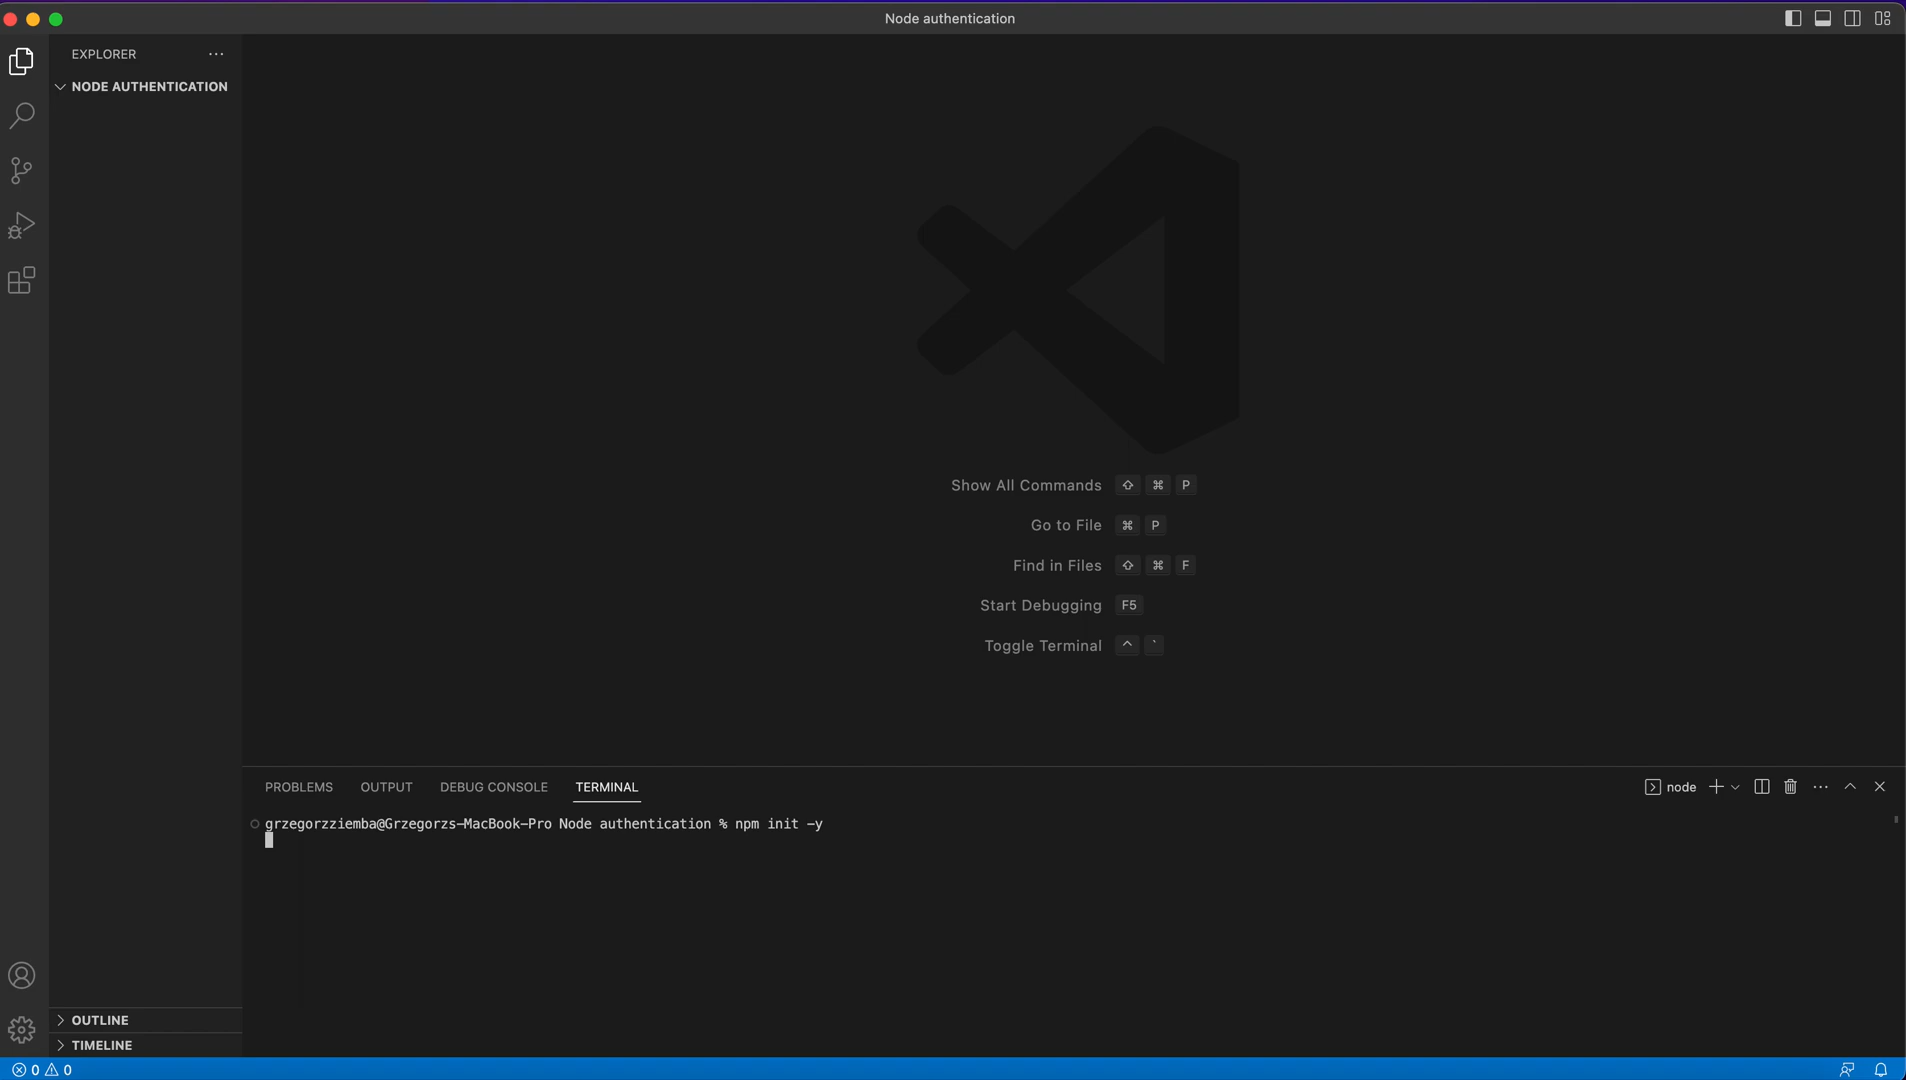 Node authentication
EXPLORER
NODE AUTHENTICATION
Show All Commands ⇧ ⌘ P
Go to File ⌘ P
Find in Files ⇧ ⌘ F
Start Debugging F5
Toggle Terminal ^ `
PROBLEMS OUTPUT DEBUG CONSOLE TERMINAL
node
grzegorzziemba@Grzegorzs-MacBook-Pro Node authentication % npm init -y
OUTLINE
TIMELINE
0 0